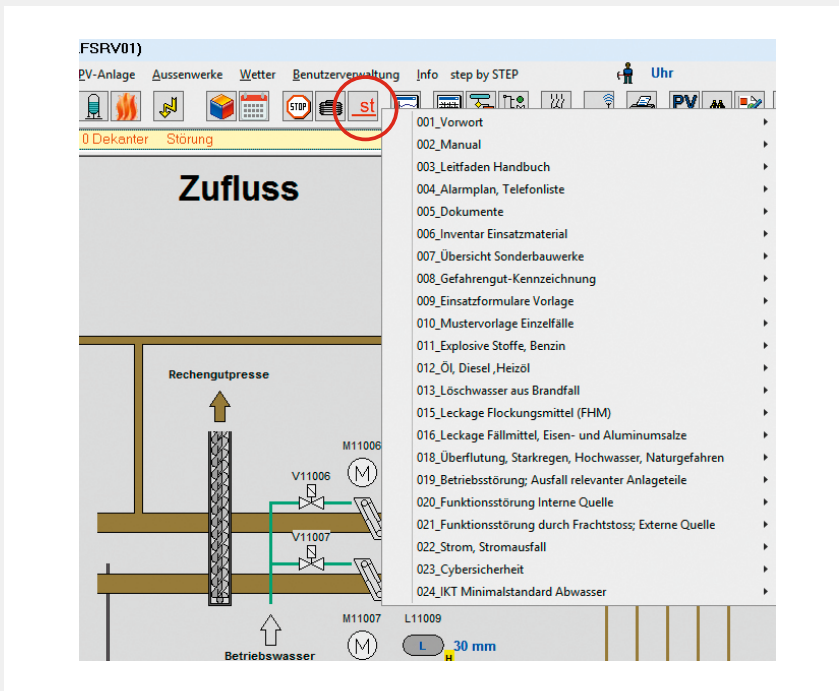 FSRV01)
PV-Anlage Aussenwerke Wetter Benutzerverwaltung Info step by STEP Uhr
STOP st PV
0 Dekanter Störung
Zufluss
001_Vorwort
002_Manual
003_Leitfaden Handbuch
004_Alarmplan, Telefonliste
005_Dokumente
006_Inventar Einsatzmaterial
007_Übersicht Sonderbauwerke
008_Gefahrengut-Kennzeichnung
009_Einsatzformulare Vorlage
010_Mustervorlage Einzelfälle
011_Explosive Stoffe, Benzin
012_Öl, Diesel ,Heizöl
013_Löschwasser aus Brandfall
015_Leckage Flockungsmittel (FHM)
016_Leckage Fällmittel, Eisen- und Aluminumsalze
018_Überflutung, Starkregen, Hochwasser, Naturgefahren
019_Betriebsstörung; Ausfall relevanter Anlageteile
020_Funktionsstörung Interne Quelle
021_Funktionsstörung durch Frachtstoss; Externe Quelle
022_Strom, Stromausfall
023_Cybersicherheit
024_IKT Minimalstandard Abwasser
Rechengutpresse
M11006
V11006
M
V11007
M11007 L11009
M L 30 mm
H
Betriebswasser